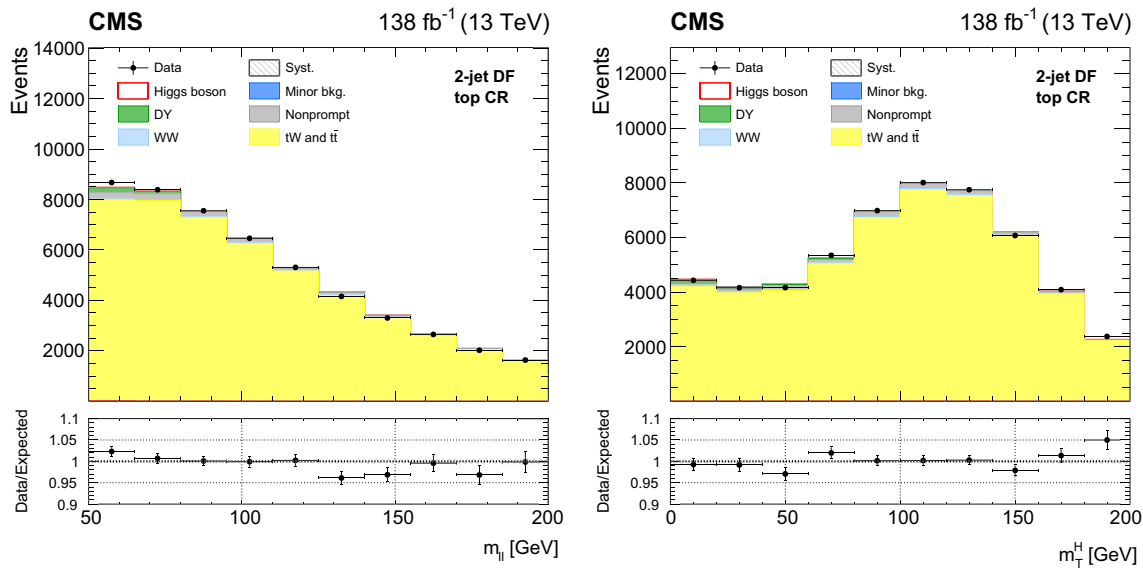 CMS 138 fb⁻¹ (13 TeV)
Events
14000
12000
10000
8000
6000
4000
2000
Data Syst.
Higgs boson Minor bkg.
DY Nonprompt
WW tW and tt̄
2-jet DF
top CR
Data/Expected
1.1
1.05
1
0.95
0.9
50 100 150 200
m_ll [GeV]
CMS 138 fb⁻¹ (13 TeV)
Events
12000
10000
8000
6000
4000
2000
Data Syst.
Higgs boson Minor bkg.
DY Nonprompt
WW tW and tt̄
2-jet DF
top CR
Data/Expected
1.1
1.05
1
0.95
0.9
0 50 100 150 200
m_T^H [GeV]